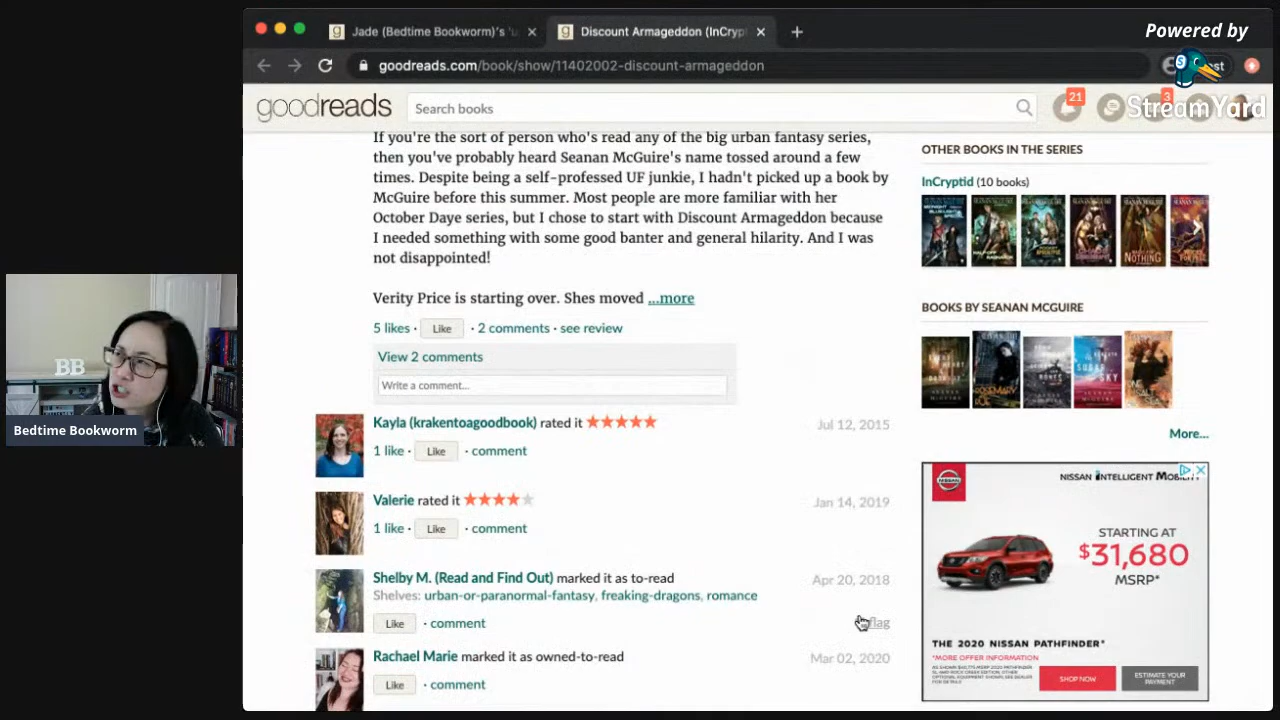 Powered by
StreamYard
Jade (Bedtime Bookworm)'s 'u
Discount Armageddon (InCrypt
goodreads.com/book/show/11402002-discount-armageddon
goodreads
Search books
21
3
If you're the sort of person who's read any of the big urban fantasy series,
then you've probably heard Seanan McGuire's name tossed around a few
times. Despite being a self-professed UF junkie, I hadn't picked up a book by
McGuire before this summer. Most people are more familiar with her
October Daye series, but I chose to start with Discount Armageddon because
I needed something with some good banter and general hilarity. And I was
not disappointed!
Verity Price is starting over. Shes moved ...more
5 likes · Like · 2 comments · see review
View 2 comments
Write a comment...
Kayla (krakentoagoodbook) rated it
Jul 12, 2015
1 like · Like · comment
Valerie rated it
Jan 14, 2019
1 like · Like · comment
Shelby M. (Read and Find Out) marked it as to-read
Apr 20, 2018
Shelves: urban-or-paranormal-fantasy, freaking-dragons, romance
Like · comment
flag
Rachael Marie marked it as owned-to-read
Mar 02, 2020
Like · comment
OTHER BOOKS IN THE SERIES
InCryptid (10 books)
BOOKS BY SEANAN MCGUIRE
More...
NISSAN
NISSAN INTELLIGENT MOBILITY
STARTING AT
$31,680
MSRP*
THE 2020 NISSAN PATHFINDER*
*MORE OFFER INFORMATION
SHOP NOW
ESTIMATE YOUR
PAYMENT
BB
Bedtime Bookworm